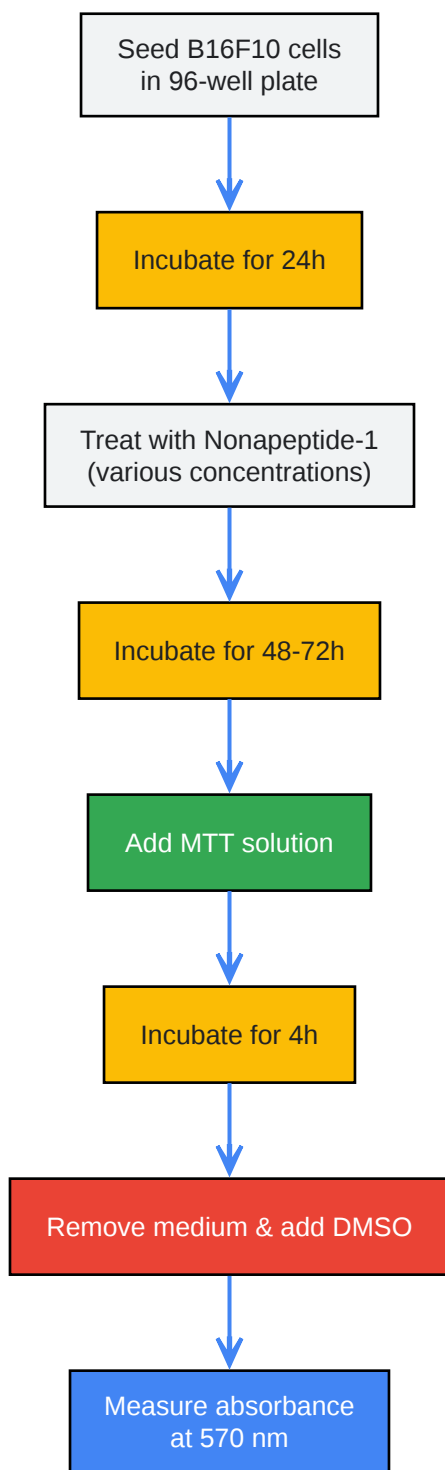 Seed B16F10 cells
in 96-well plate
Incubate for 24h
Treat with Nonapeptide-1
(various concentrations)
Incubate for 48-72h
Add MTT solution
Incubate for 4h
Remove medium & add DMSO
Measure absorbance
at 570 nm